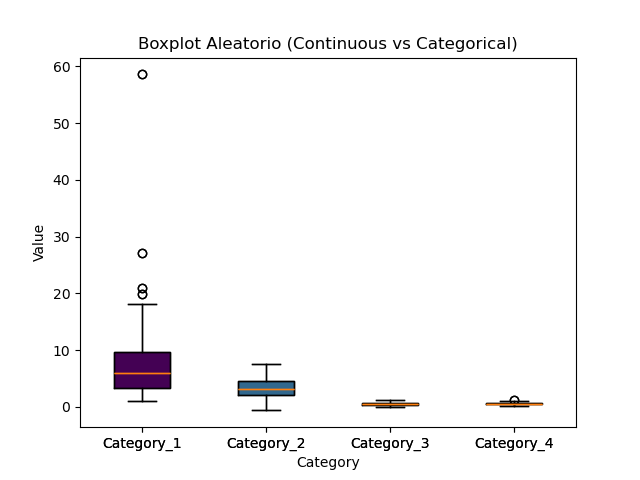 Boxplot Aleatorio (Continuous vs Categorical)
60
50
40
30
20
10
0
Value
Category_1 Category_2 Category_3 Category_4
Category